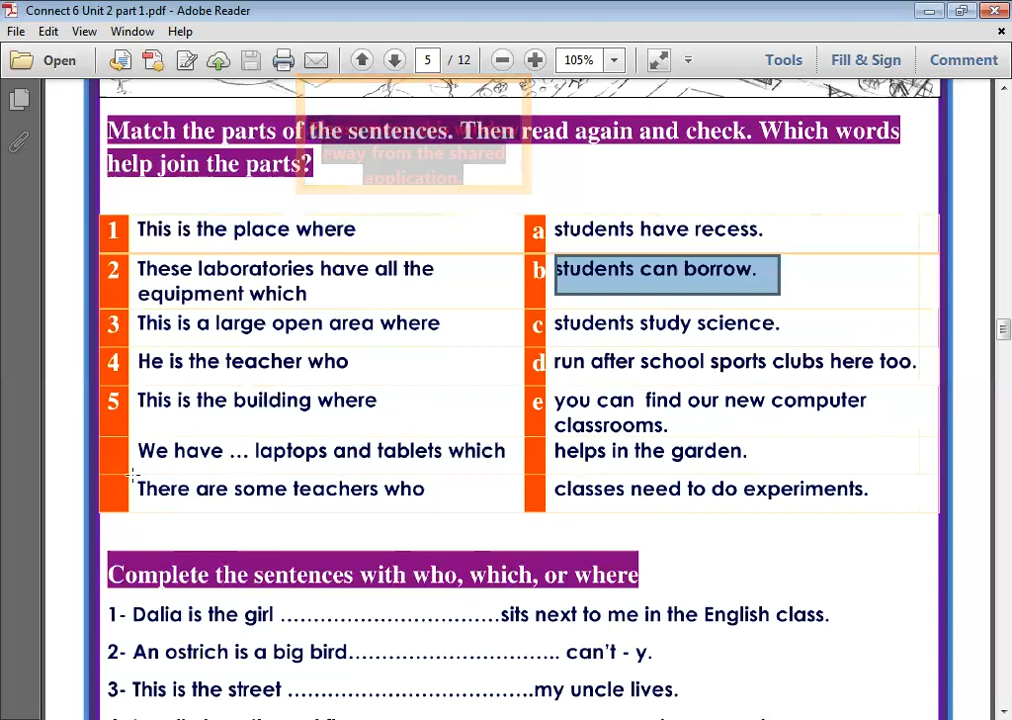 Connect 6 Unit 2 part 1.pdf - Adobe Reader
File Edit View Window Help
Open 5 / 12 105% Tools Fill & Sign Comment
away from the shared
application.
Match the parts of the sentences. Then read again and check. Which words
help join the parts?
1 This is the place where a students have recess.
2 These laboratories have all the b students can borrow.
equipment which
3 This is a large open area where c students study science.
4 He is the teacher who d run after school sports clubs here too.
5 This is the building where e you can find our new computer
classrooms.
We have … laptops and tablets which helps in the garden.
There are some teachers who classes need to do experiments.
Complete the sentences with who, which, or where
1- Dalia is the girl ……………………………….sits next to me in the English class.
2- An ostrich is a big bird……………………………….. can’t - y.
3- This is the street …………………………………….my uncle lives.